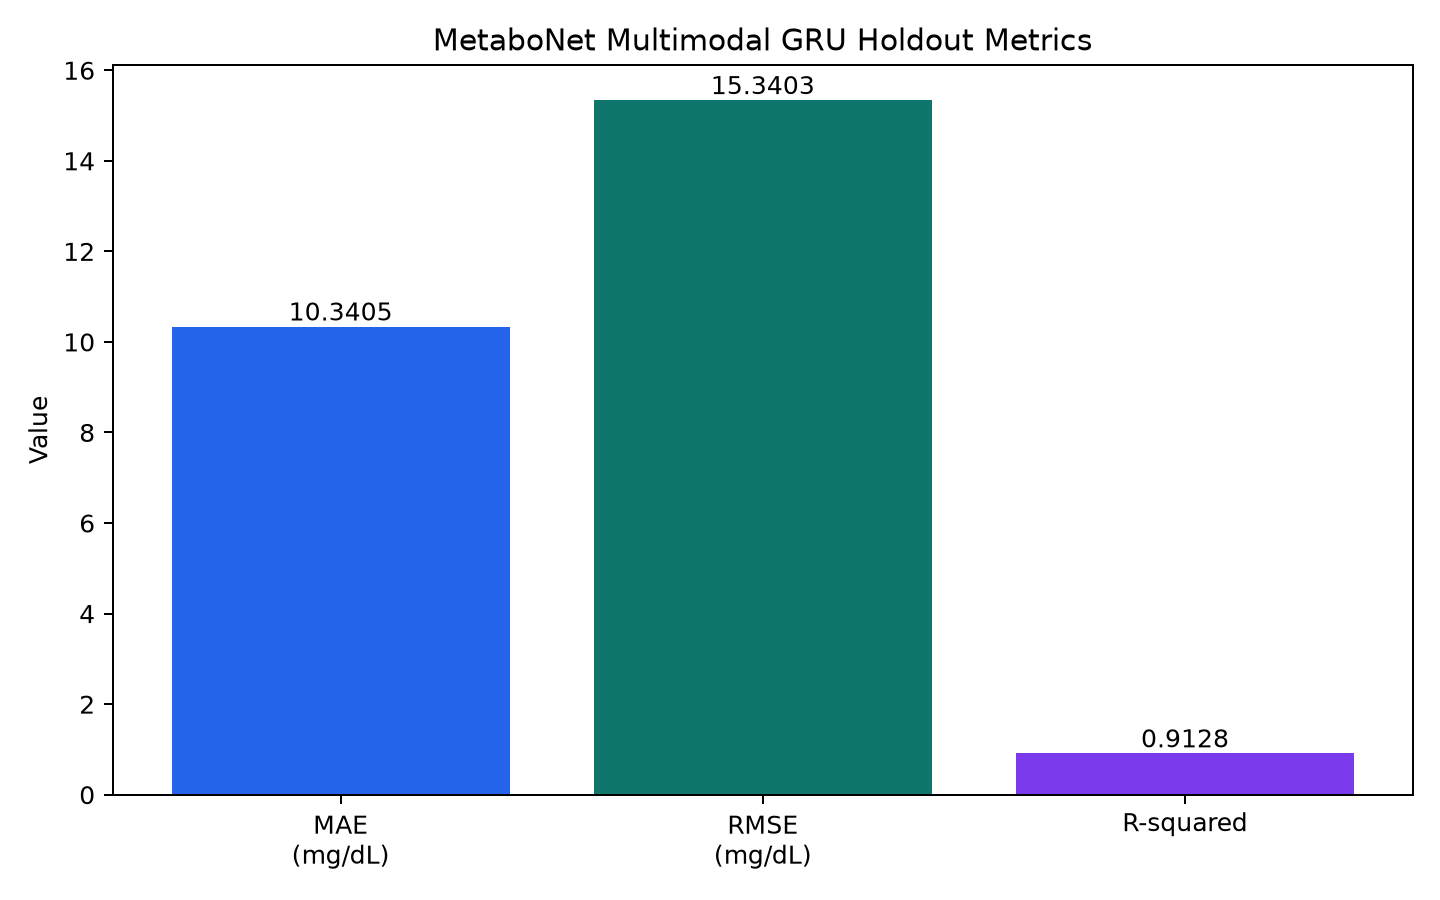 MetaboNet Multimodal GRU Holdout Metrics
16
14
12
10
8
6
4
2
0
Value
10.3405
15.3403
0.9128
MAE
(mg/dL)
RMSE
(mg/dL)
R-squared